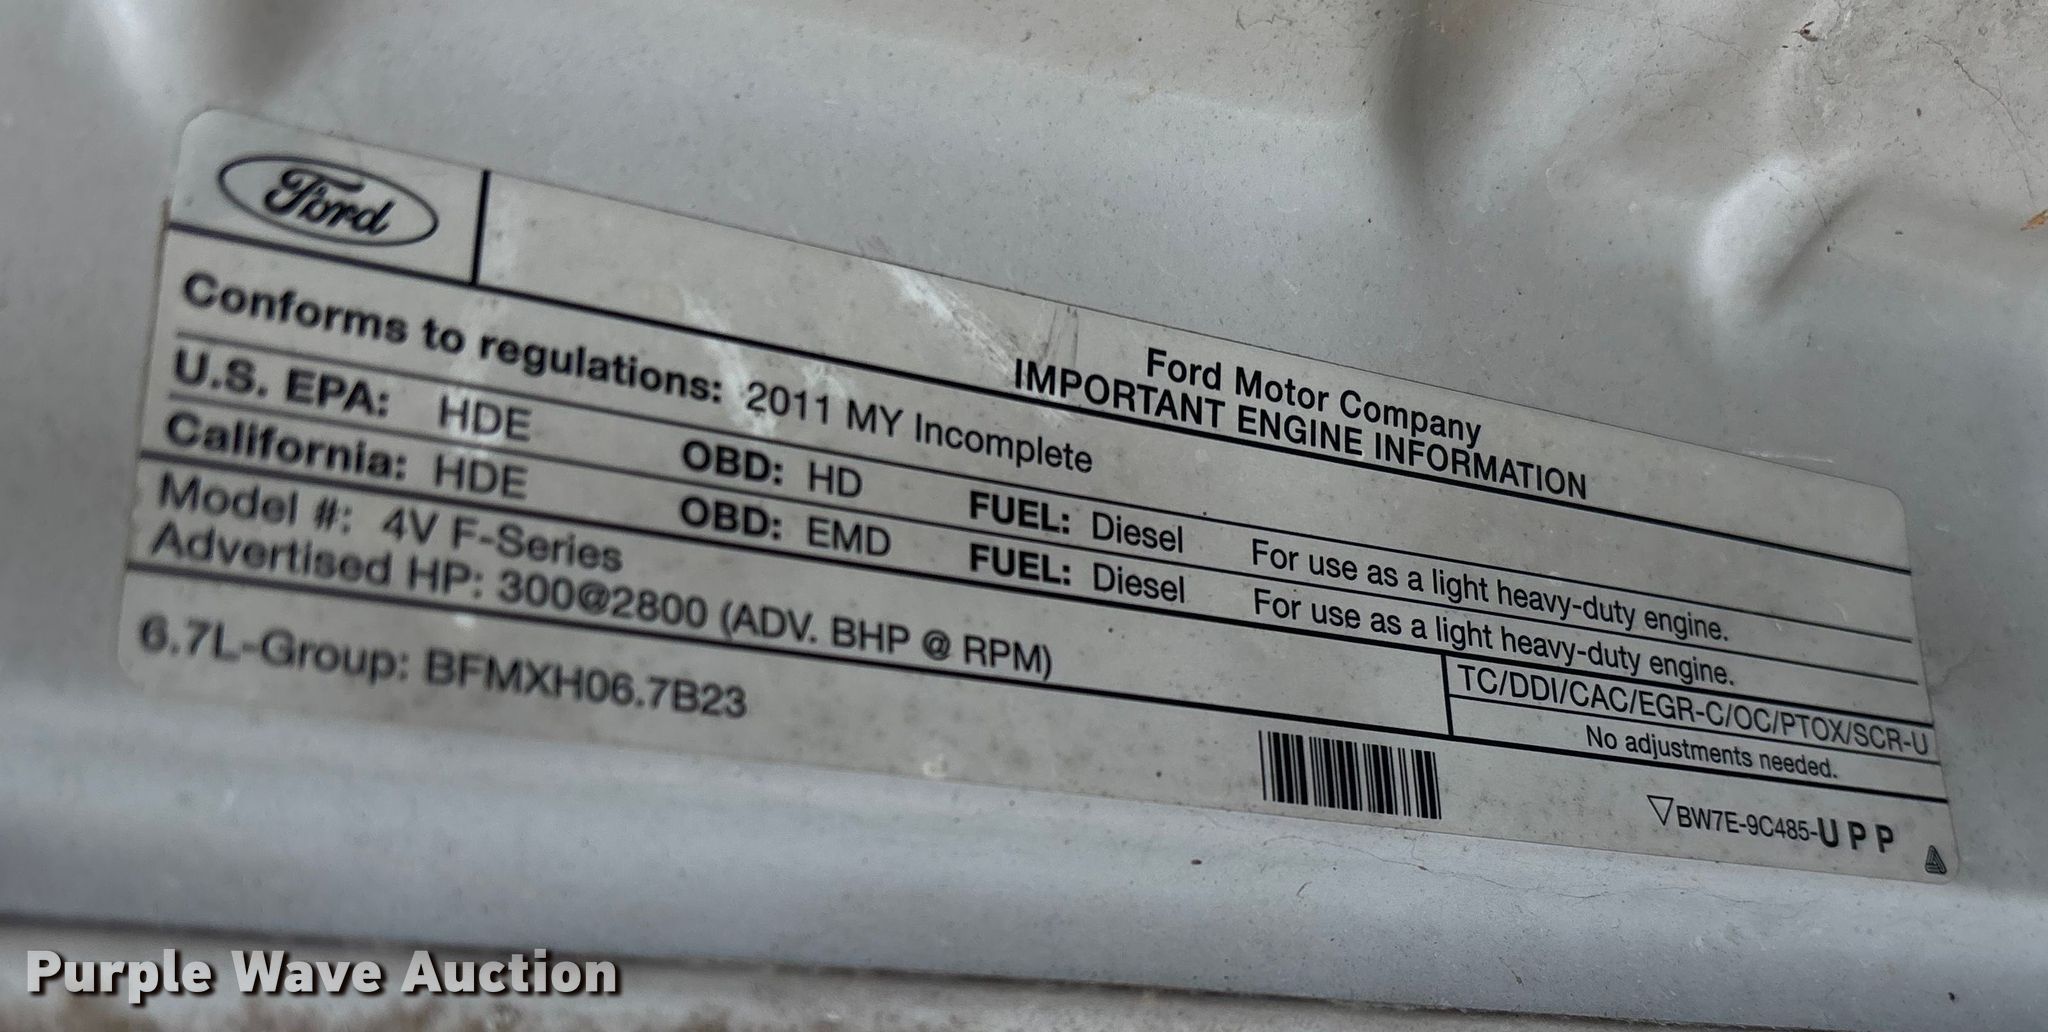 Ford
Ford Motor Company
IMPORTANT ENGINE INFORMATION
Conforms to regulations: 2011 MY Incomplete
U.S. EPA: HDE OBD: HD FUEL: Diesel For use as a light heavy-duty engine.
California: HDE OBD: EMD FUEL: Diesel For use as a light heavy-duty engine.
Model #: 4V F-Series
Advertised HP: 300@2800 (ADV. BHP @ RPM)
TC/DDI/CAC/EGR-C/OC/PTOX/SCR-U
No adjustments needed.
6.7L-Group: BFMXH06.7B23
BW7E-9C485-UPP
Purple Wave Auction